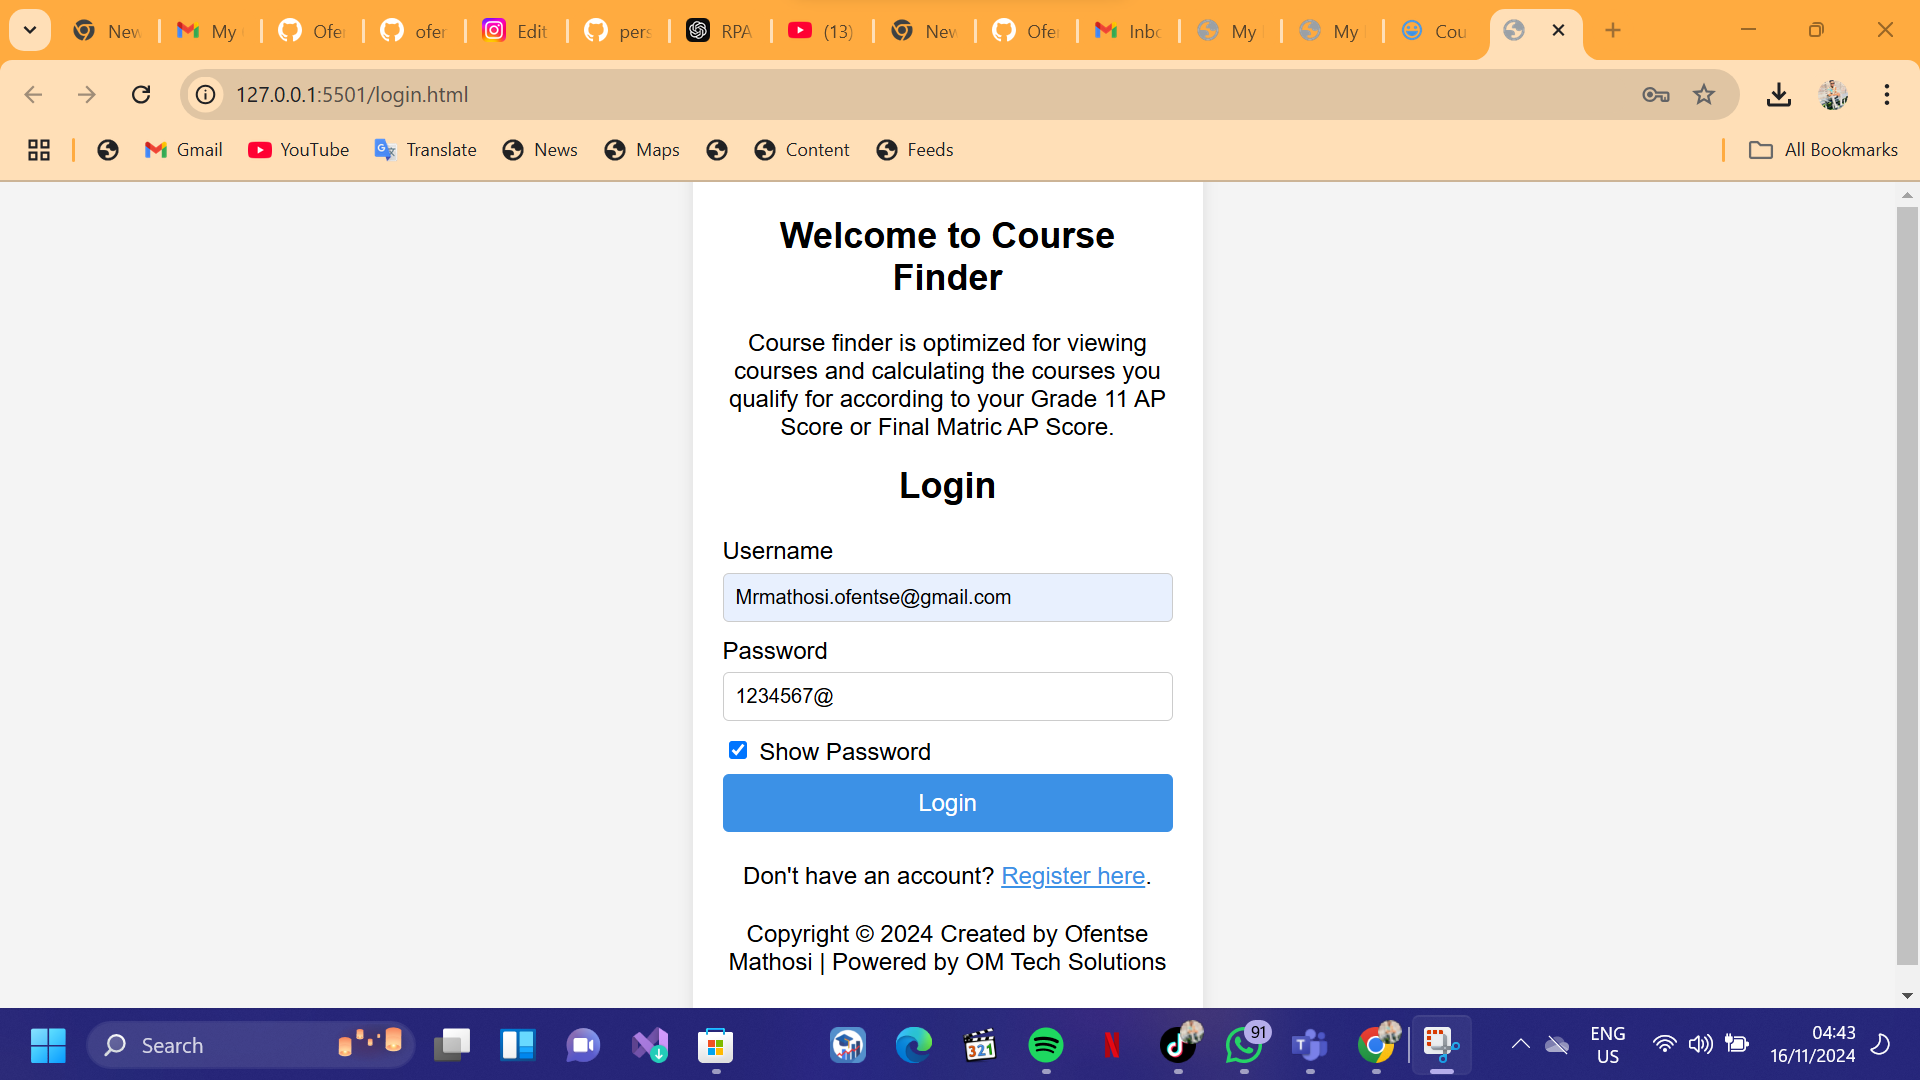 New
My
Ofe
ofer
Edit
pers
RPA
(13)
New
Ofe
Inbo
My
My
Cou
127.0.0.1:5501/login.html
Gmail
YouTube
Translate
News
Maps
Content
Feeds
All Bookmarks
Welcome to Course
Finder
Course finder is optimized for viewing
courses and calculating the courses you
qualify for according to your Grade 11 AP
Score or Final Matric AP Score.
Login
Username
Mrmathosi.ofentse@gmail.com
Password
1234567@
Show Password
Login
Don't have an account? Register here.
Copyright © 2024 Created by Ofentse
Mathosi | Powered by OM Tech Solutions
Search
321
91
ENG
US
04:43
16/11/2024